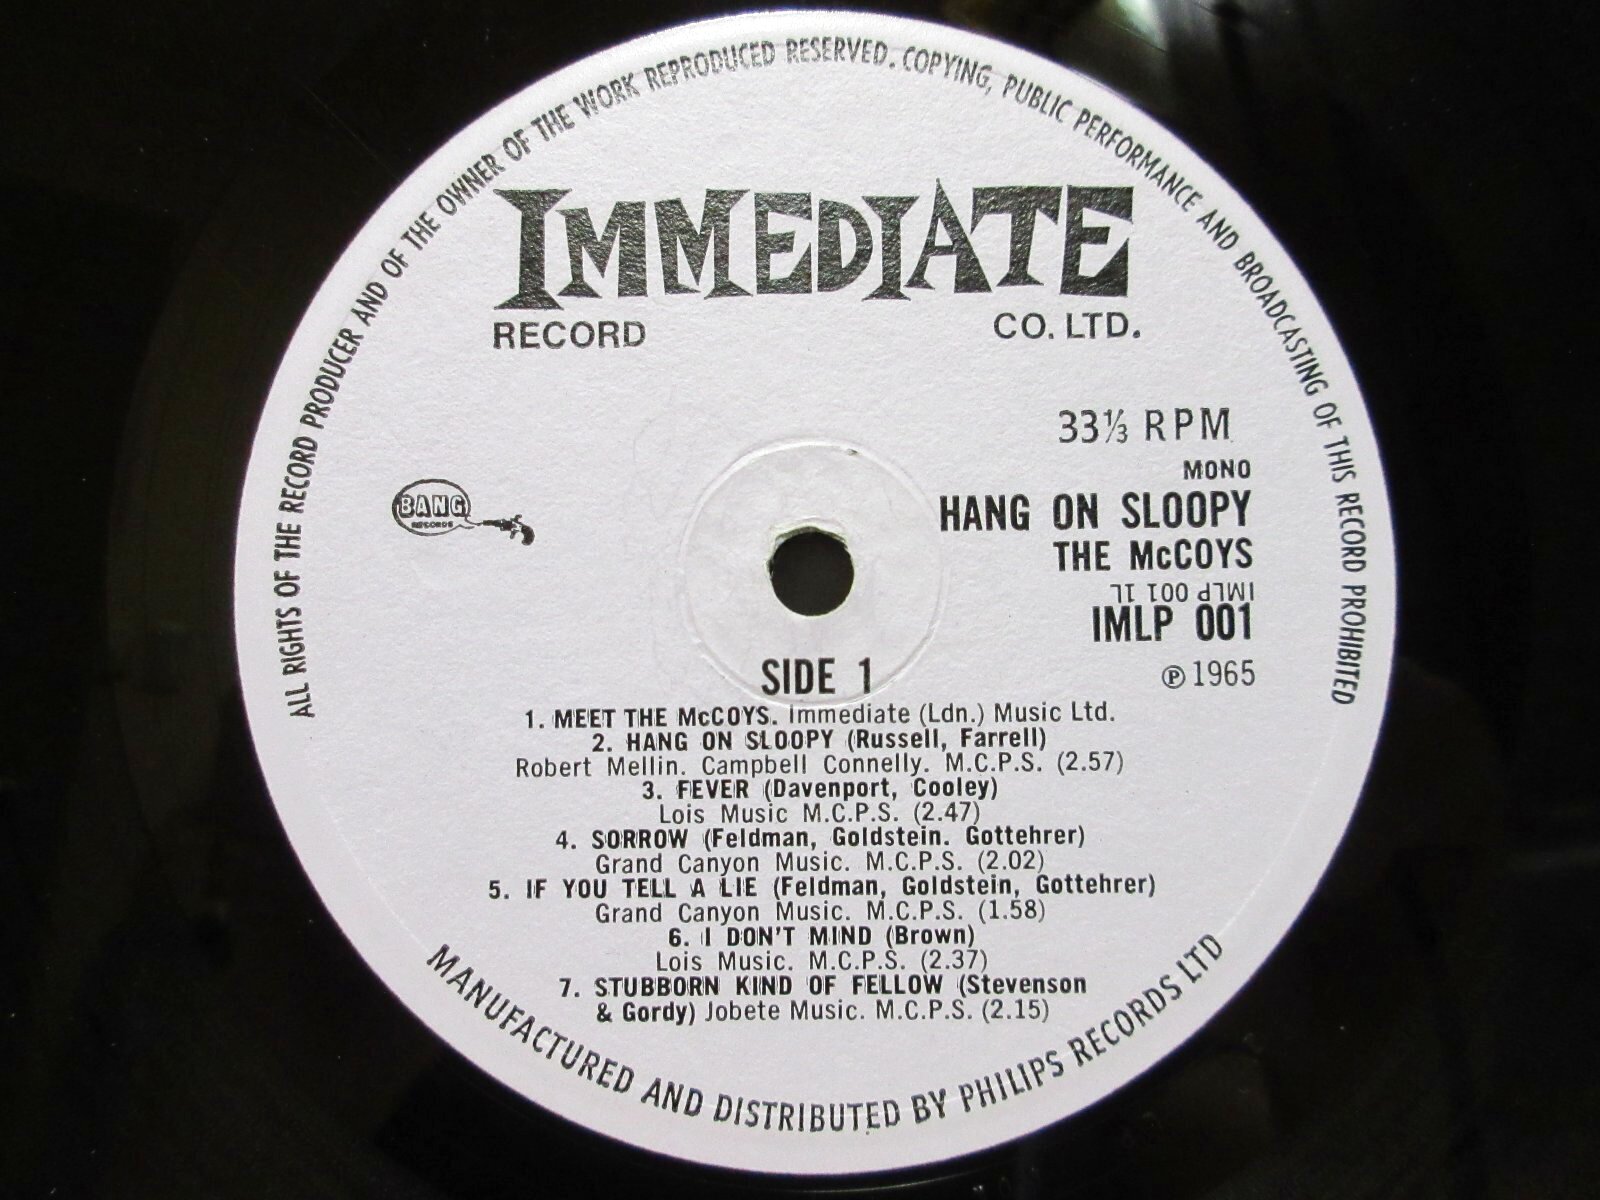 ALL RIGHTS OF THE RECORD PRODUCER AND OF THE OWNER OF THE WORK REPRODUCED RESERVED. COPYING, PUBLIC PERFORMANCE AND BROADCASTING OF THIS RECORD PROHIBITED
IMMEDIATE
RECORD CO. LTD.
33⅓ RPM
MONO
BANG
RECORDS
HANG ON SLOOPY
THE McCOYS
IMLP 001 1L
IMLP 001
℗ 1965
SIDE 1
1. MEET THE McCOYS. Immediate (Ldn.) Music Ltd.
2. HANG ON SLOOPY (Russell, Farrell)
Robert Mellin. Campbell Connelly. M.C.P.S. (2.57)
3. FEVER (Davenport, Cooley)
Lois Music M.C.P.S. (2.47)
4. SORROW (Feldman, Goldstein. Gottehrer)
Grand Canyon Music. M.C.P.S. (2.02)
5. IF YOU TELL A LIE (Feldman, Goldstein, Gottehrer)
Grand Canyon Music. M.C.P.S. (1.58)
6. I DON'T MIND (Brown)
Lois Music. M.C.P.S. (2.37)
7. STUBBORN KIND OF FELLOW (Stevenson
& Gordy) Jobete Music. M.C.P.S. (2.15)
MANUFACTURED AND DISTRIBUTED BY PHILIPS RECORDS LTD